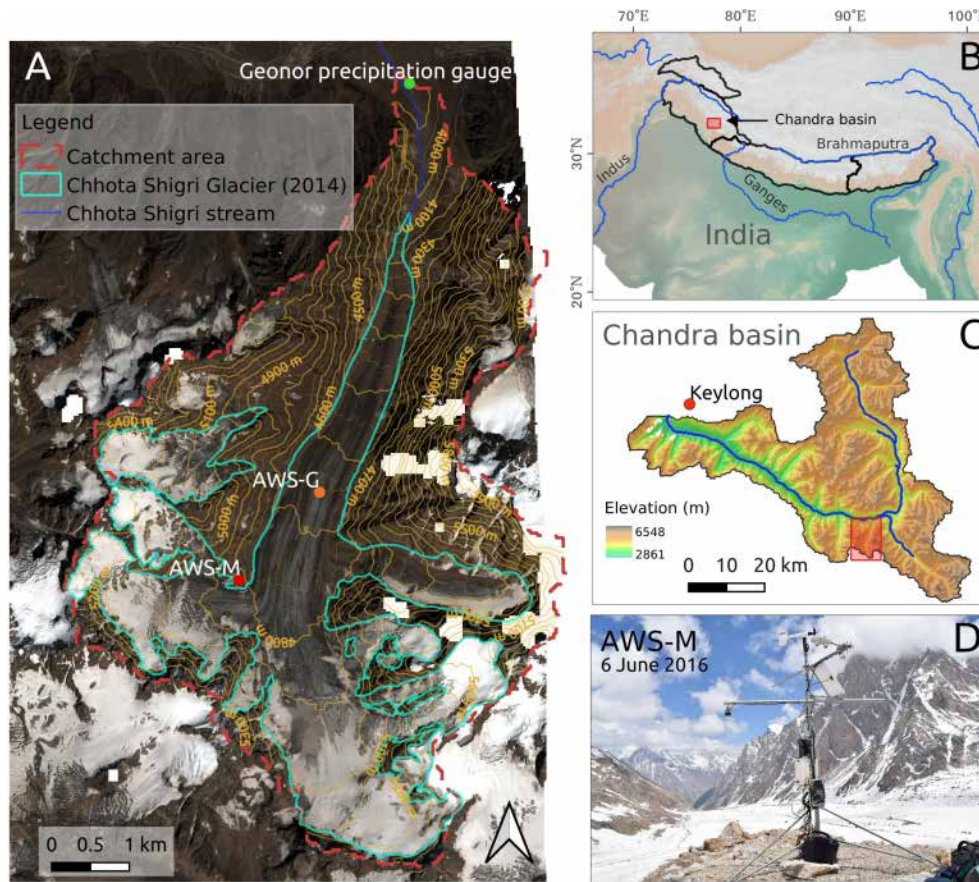 A
Geonor precipitation gauge
Legend
Catchment area
Chhota Shigri Glacier (2014)
Chhota Shigri stream
4000 m
4100 m
4300 m
4500 m
4900 m
4600 m
4700 m
5000 m
4800 m
AWS-G
AWS-M
0 0.5 1 km
70°E 80°E 90°E 100°E
B
30°N
20°N
Chandra basin
Indus
Brahmaputra
Ganges
India
Chandra basin
C
Keylong
Elevation (m)
6548
2861
0 10 20 km
AWS-M
6 June 2016
D